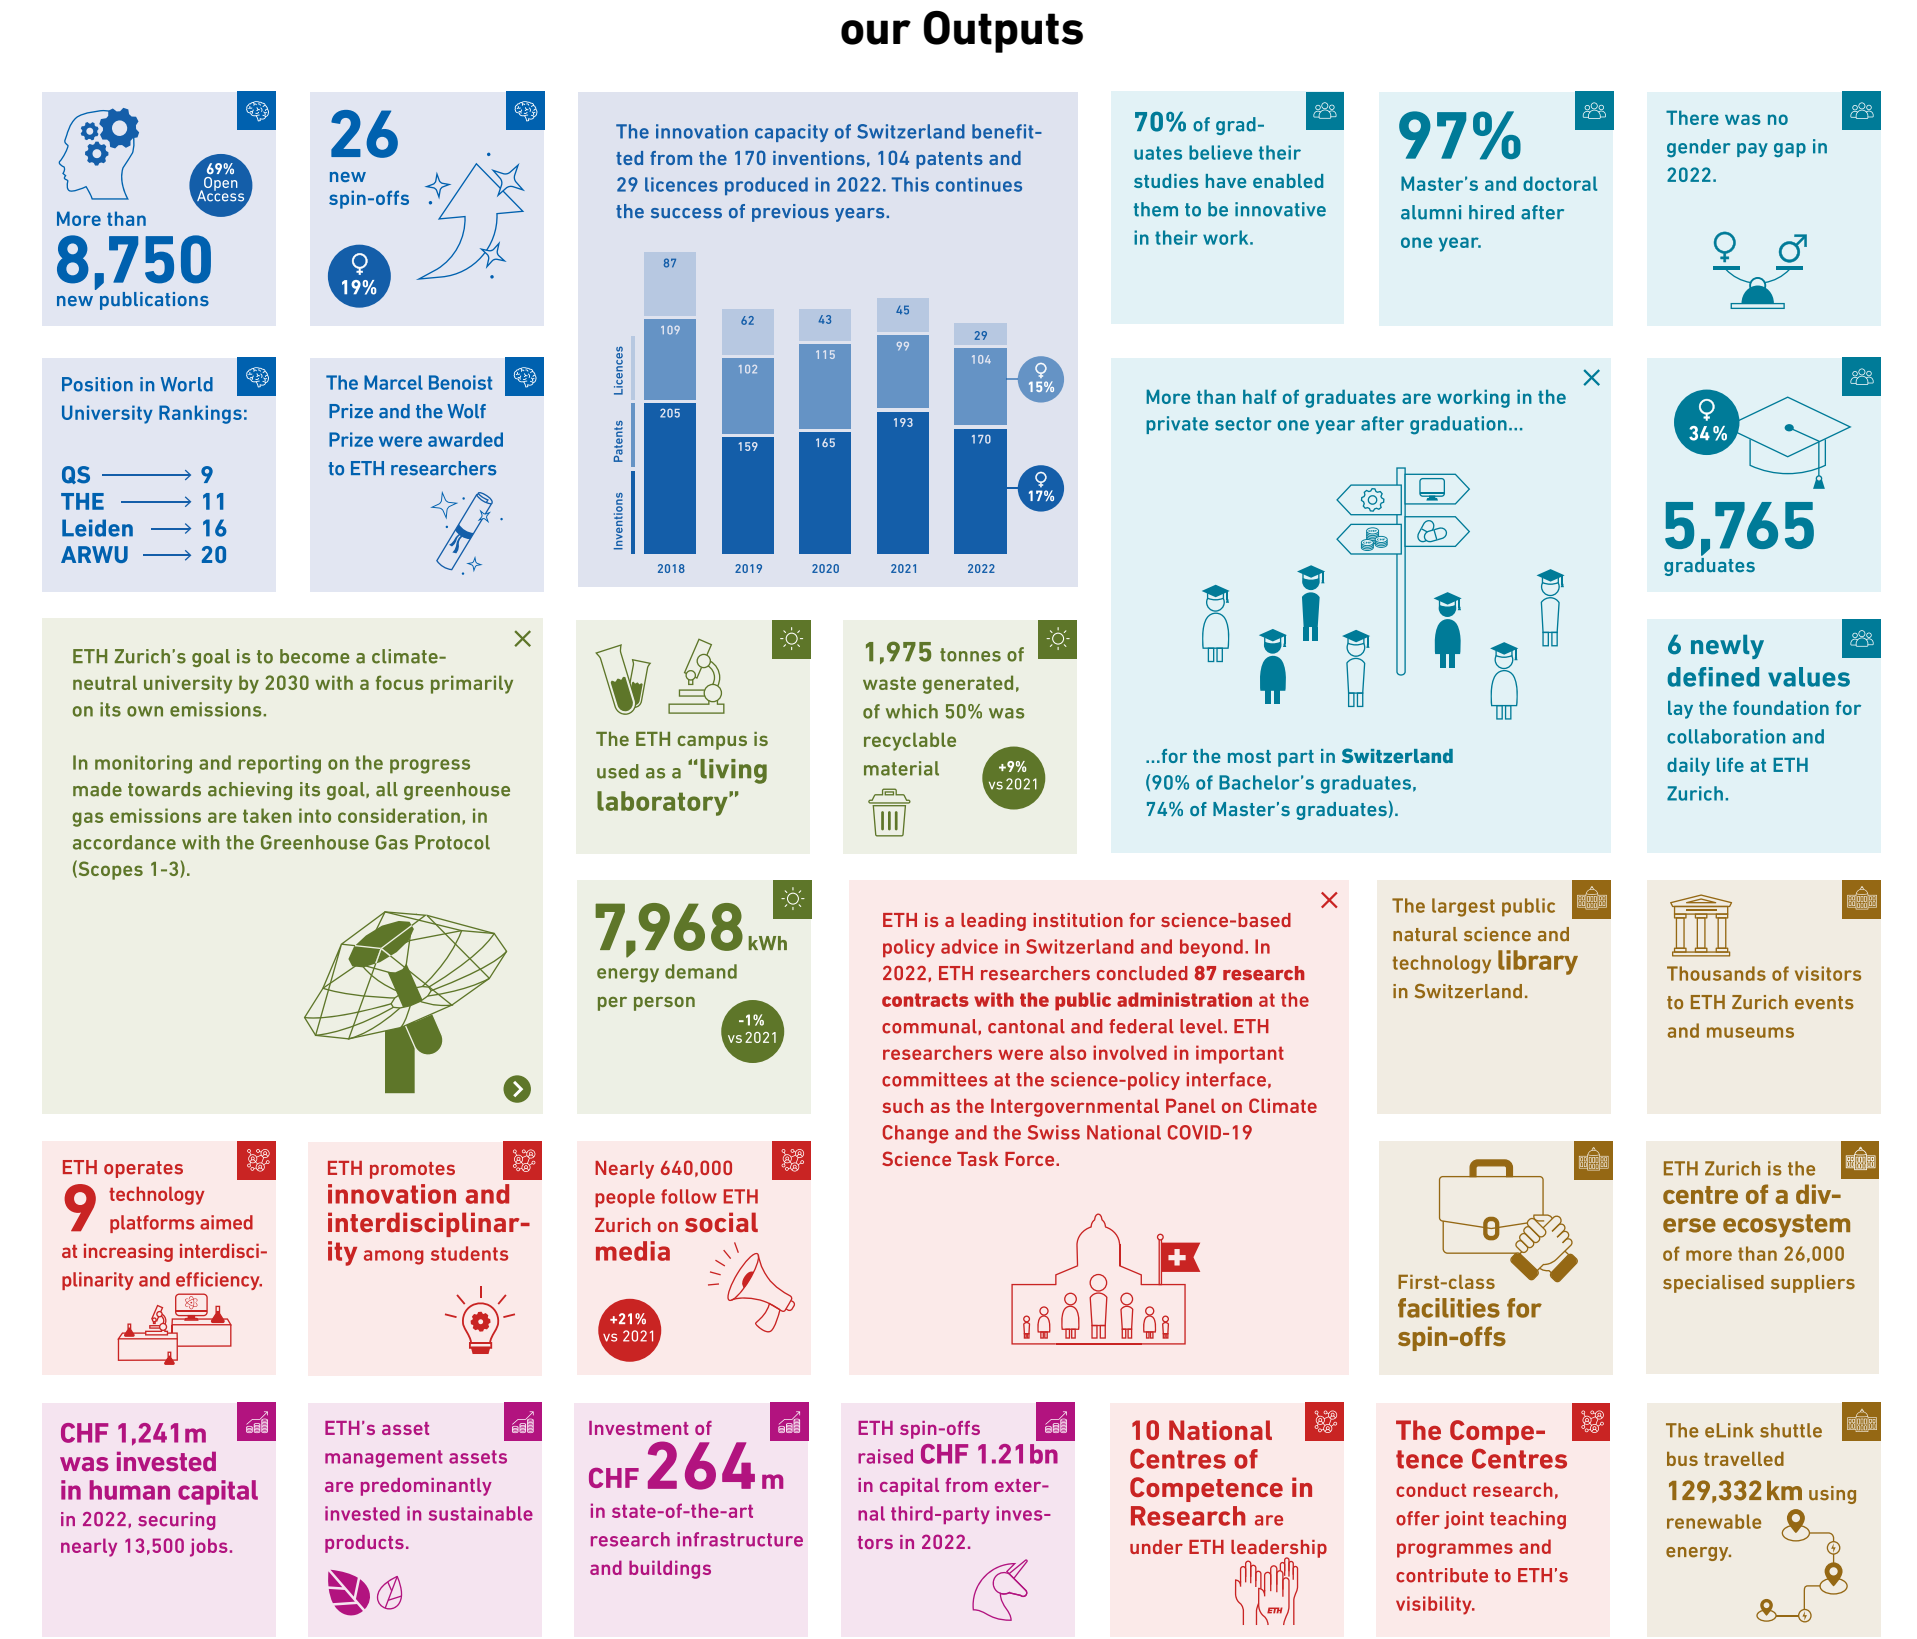 our Outputs
69%
Open
Access
More than
8,750
new publications
26
new
spin-offs
19%
The innovation capacity of Switzerland benefit-
ted from the 170 inventions, 104 patents and
29 licences produced in 2022. This continues
the success of previous years.
Licences
Patents
Inventions
87
109
205
2018
62
102
159
2019
43
115
165
2020
45
99
193
2021
29
104
170
2022
15%
17%
70% of grad-
uates believe their
studies have enabled
them to be innovative
in their work.
97%
Master's and doctoral
alumni hired after
one year.
There was no
gender pay gap in
2022.
Position in World
University Rankings:
QS 9
THE 11
Leiden 16
ARWU 20
The Marcel Benoist
Prize and the Wolf
Prize were awarded
to ETH researchers
More than half of graduates are working in the
private sector one year after graduation...
...for the most part in Switzerland
(90% of Bachelor's graduates,
74% of Master's graduates).
34%
5,765
graduates
6 newly
defined values
lay the foundation for
collaboration and
daily life at ETH
Zurich.
ETH Zurich's goal is to become a climate-
neutral university by 2030 with a focus primarily
on its own emissions.
In monitoring and reporting on the progress
made towards achieving its goal, all greenhouse
gas emissions are taken into consideration, in
accordance with the Greenhouse Gas Protocol
(Scopes 1-3).
The ETH campus is
used as a "living
laboratory"
1,975 tonnes of
waste generated,
of which 50% was
recyclable
material
+9%
vs 2021
7,968 kWh
energy demand
per person
-1%
vs 2021
ETH is a leading institution for science-based
policy advice in Switzerland and beyond. In
2022, ETH researchers concluded 87 research
contracts with the public administration at the
communal, cantonal and federal level. ETH
researchers were also involved in important
committees at the science-policy interface,
such as the Intergovernmental Panel on Climate
Change and the Swiss National COVID-19
Science Task Force.
The largest public
natural science and
technology library
in Switzerland.
Thousands of visitors
to ETH Zurich events
and museums
ETH operates
9 technology
platforms aimed
at increasing interdisci-
plinarity and efficiency.
ETH promotes
innovation and
interdisciplinar-
ity among students
Nearly 640,000
people follow ETH
Zurich on social
media
+21%
vs 2021
First-class
facilities for
spin-offs
ETH Zurich is the
centre of a div-
erse ecosystem
of more than 26,000
specialised suppliers
CHF 1,241 m
was invested
in human capital
in 2022, securing
nearly 13,500 jobs.
ETH's asset
management assets
are predominantly
invested in sustainable
products.
Investment of
CHF 264 m
in state-of-the-art
research infrastructure
and buildings
ETH spin-offs
raised CHF 1.21 bn
in capital from exter-
nal third-party inves-
tors in 2022.
10 National
Centres of
Competence in
Research are
under ETH leadership
ETH
The Compe-
tence Centres
conduct research,
offer joint teaching
programmes and
contribute to ETH's
visibility.
The eLink shuttle
bus travelled
129,332 km using
renewable
energy.